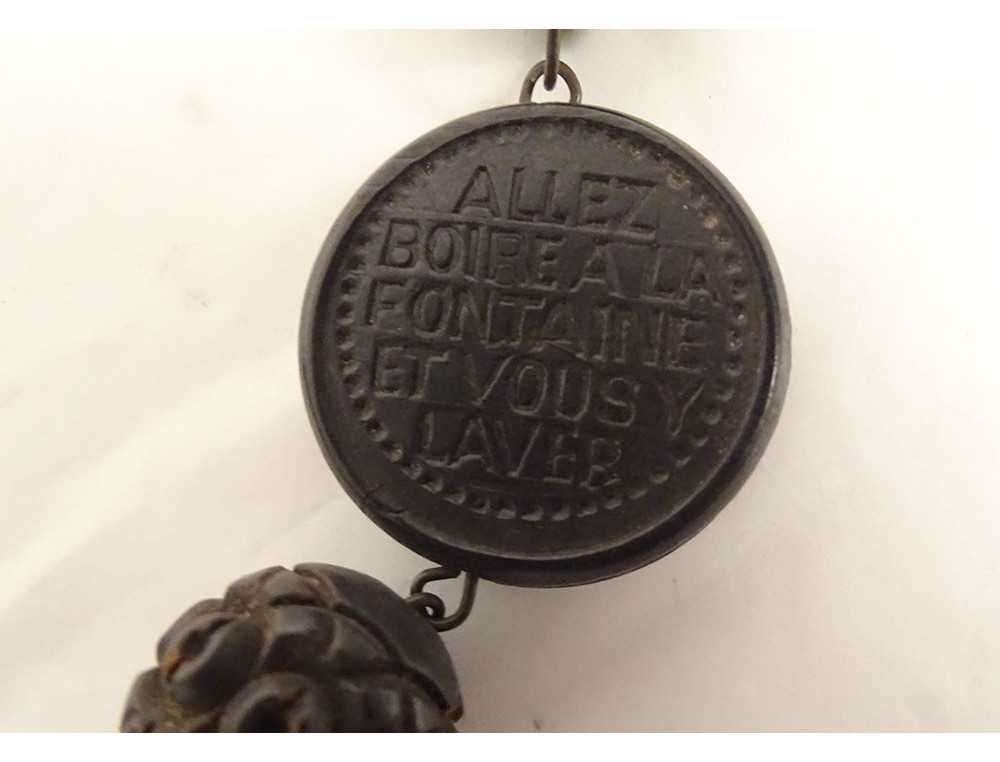 ALLEZ
BOIRE A LA
FONTAINE
ET VOUS Y
LAVER